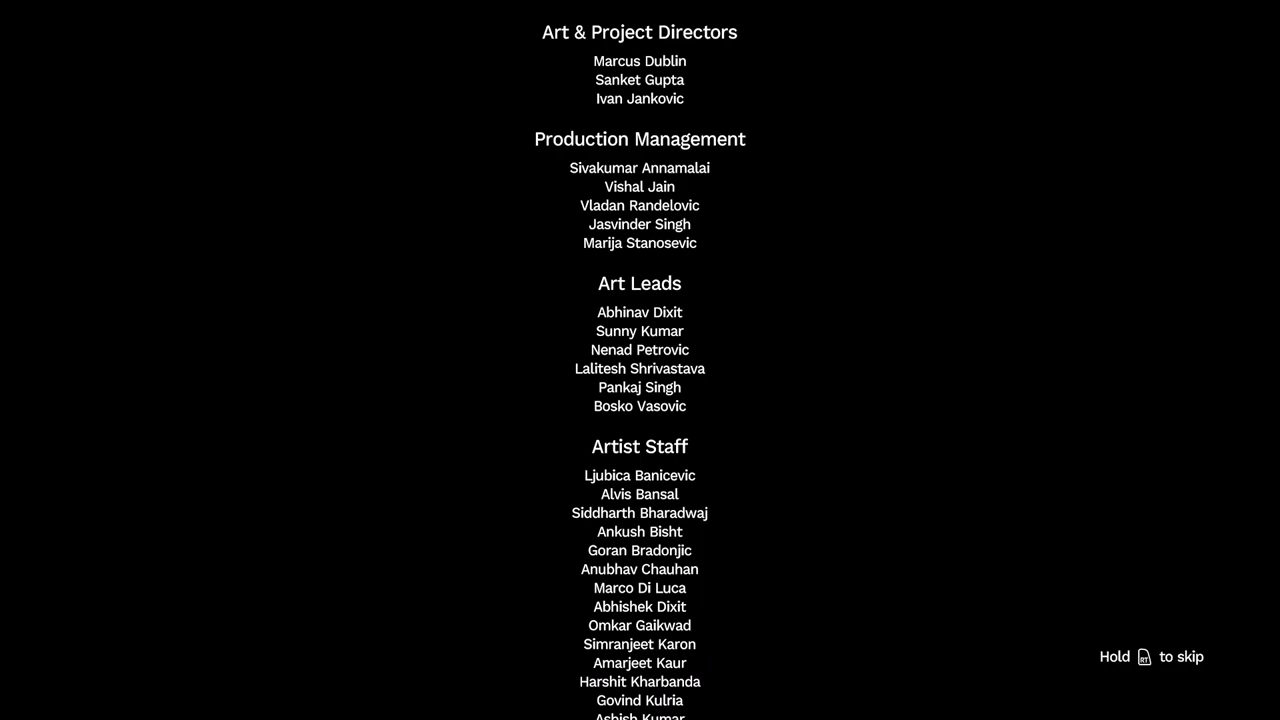 Art & Project Directors
Marcus Dublin
Sanket Gupta
Ivan Jankovic
Production Management
Sivakumar Annamalai
Vishal Jain
Vladan Randelovic
Jasvinder Singh
Marija Stanosevic
Art Leads
Abhinav Dixit
Sunny Kumar
Nenad Petrovic
Lalitesh Shrivastava
Pankaj Singh
Bosko Vasovic
Artist Staff
Ljubica Banicevic
Alvis Bansal
Siddharth Bharadwaj
Ankush Bisht
Goran Bradonjic
Anubhav Chauhan
Marco Di Luca
Abhishek Dixit
Omkar Gaikwad
Simranjeet Karon
Amarjeet Kaur
Harshit Kharbanda
Govind Kulria
Ashish Kumar
Hold RT to skip